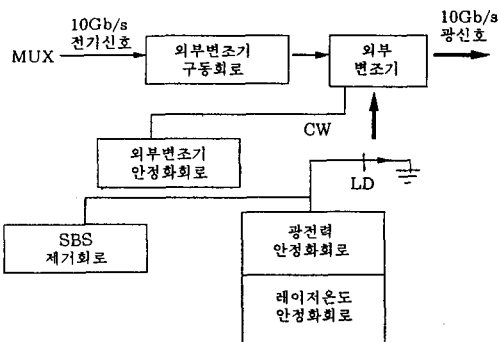 10Gb/s
전기신호
MUX
외부변조기
구동회로
외부
변조기
10Gb/s
광신호
CW
외부변조기
안정화회로
LD
SBS
제거회로
광전력
안정화회로
레이저온도
안정화회로